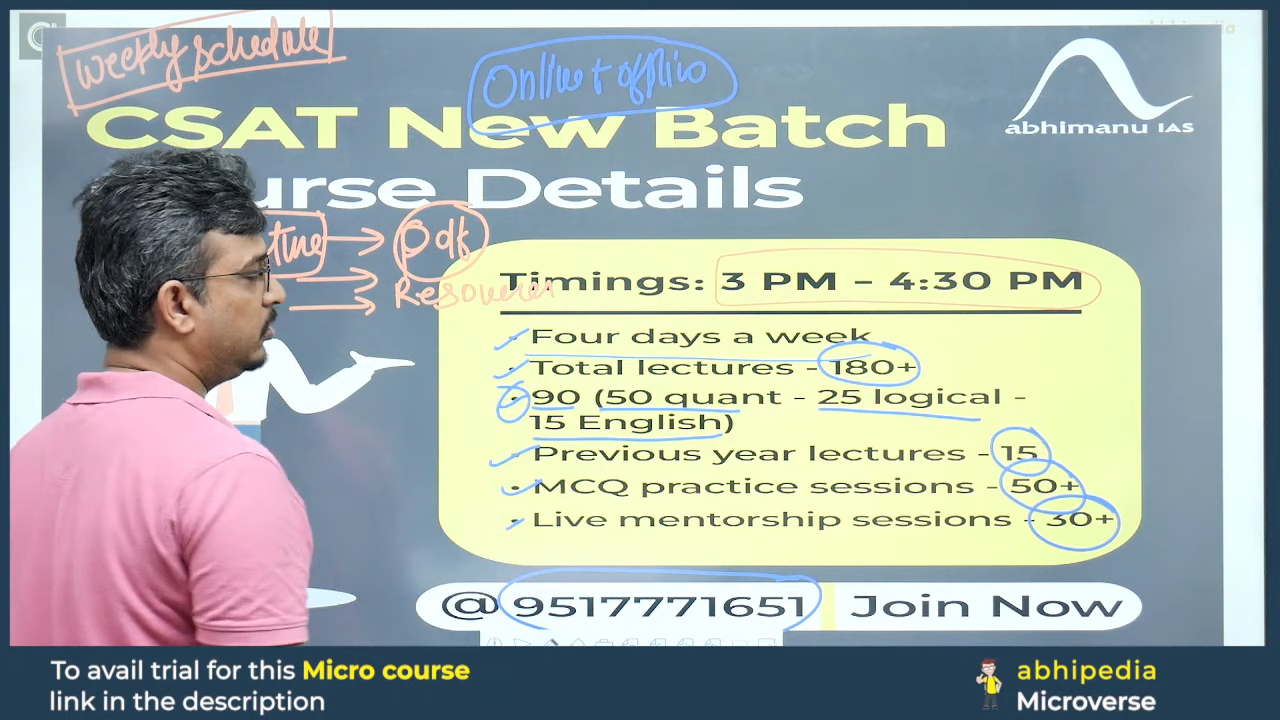 weekly schedule
Online + offline
CSAT New Batch
urse Details
abhimanu IAS
Pdf
Resources
Timings: 3 PM - 4:30 PM
• Four days a week
• Total lectures - 180+
• 90 (50 quant - 25 logical -
15 English)
• Previous year lectures - 15
• MCQ practice sessions - 50+
• Live mentorship sessions - 30+
@ 9517771651 Join Now
To avail trial for this Micro course
link in the description
abhipedia
Microverse